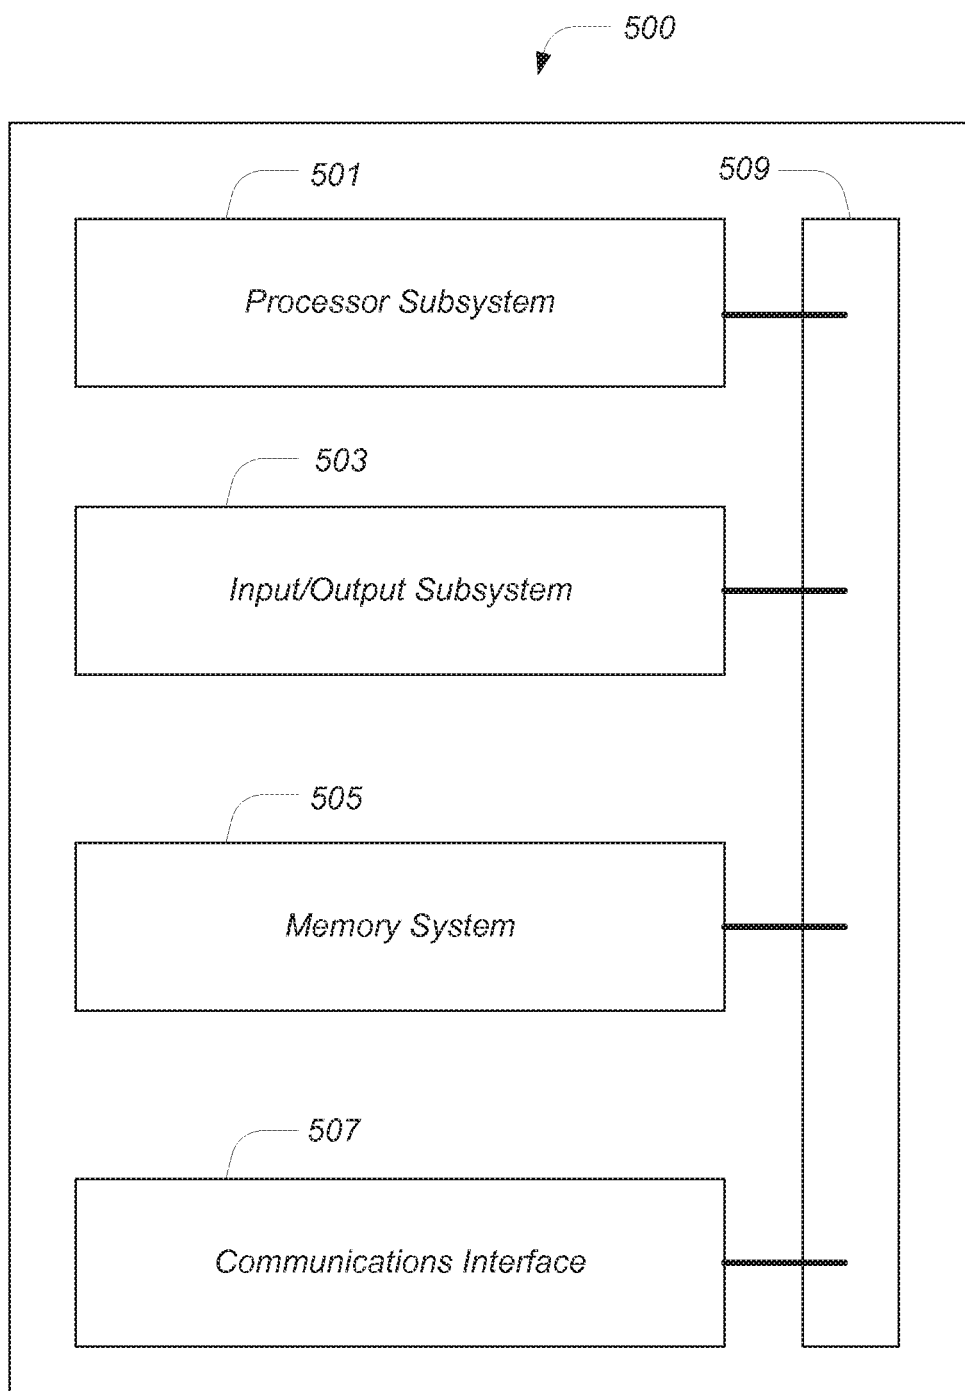 500
501
509
Processor Subsystem
503
Input/Output Subsystem
505
Memory System
507
Communications Interface